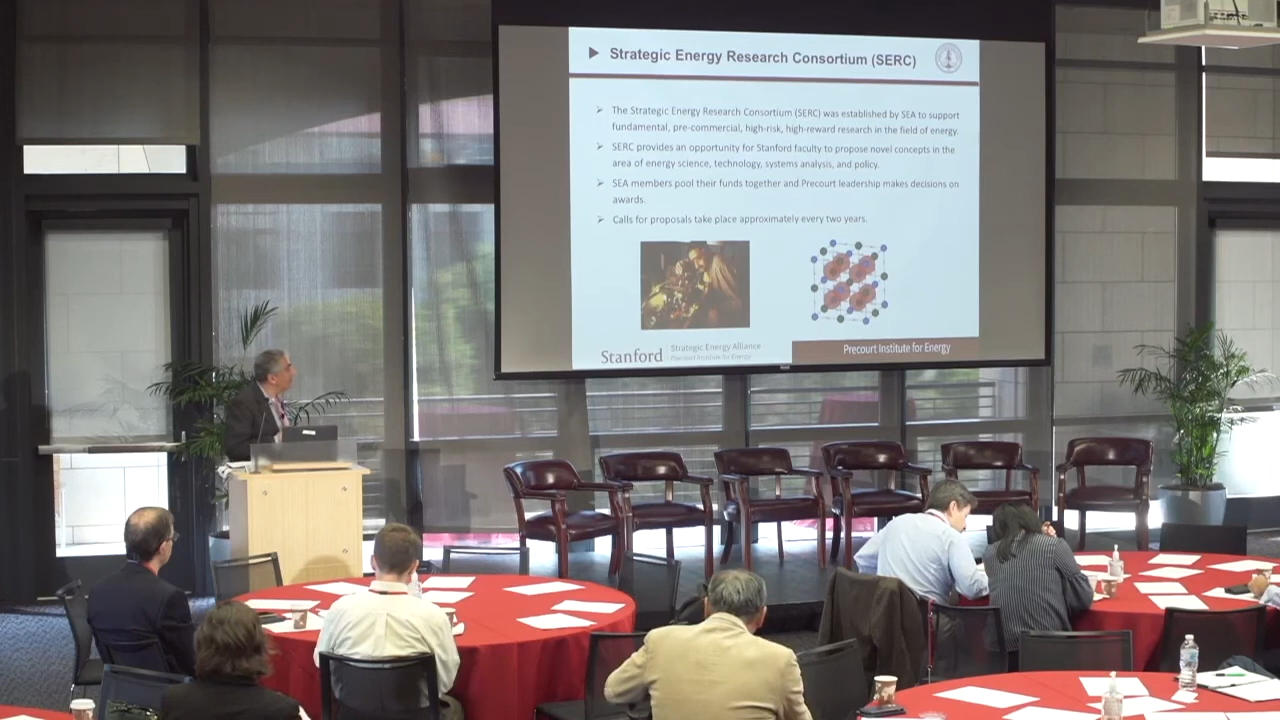 Strategic Energy Research Consortium (SERC)
The Strategic Energy Research Consortium (SERC) was established by SEA to support
fundamental, pre-commercial, high-risk, high-reward research in the field of energy.
SERC provides an opportunity for Stanford faculty to propose novel concepts in the
area of energy science, technology, systems analysis, and policy.
SEA members pool their funds together and Precourt leadership makes decisions on
awards.
Calls for proposals take place approximately every two years.
Stanford
Strategic Energy Alliance
Precourt Institute for Energy
Precourt Institute for Energy